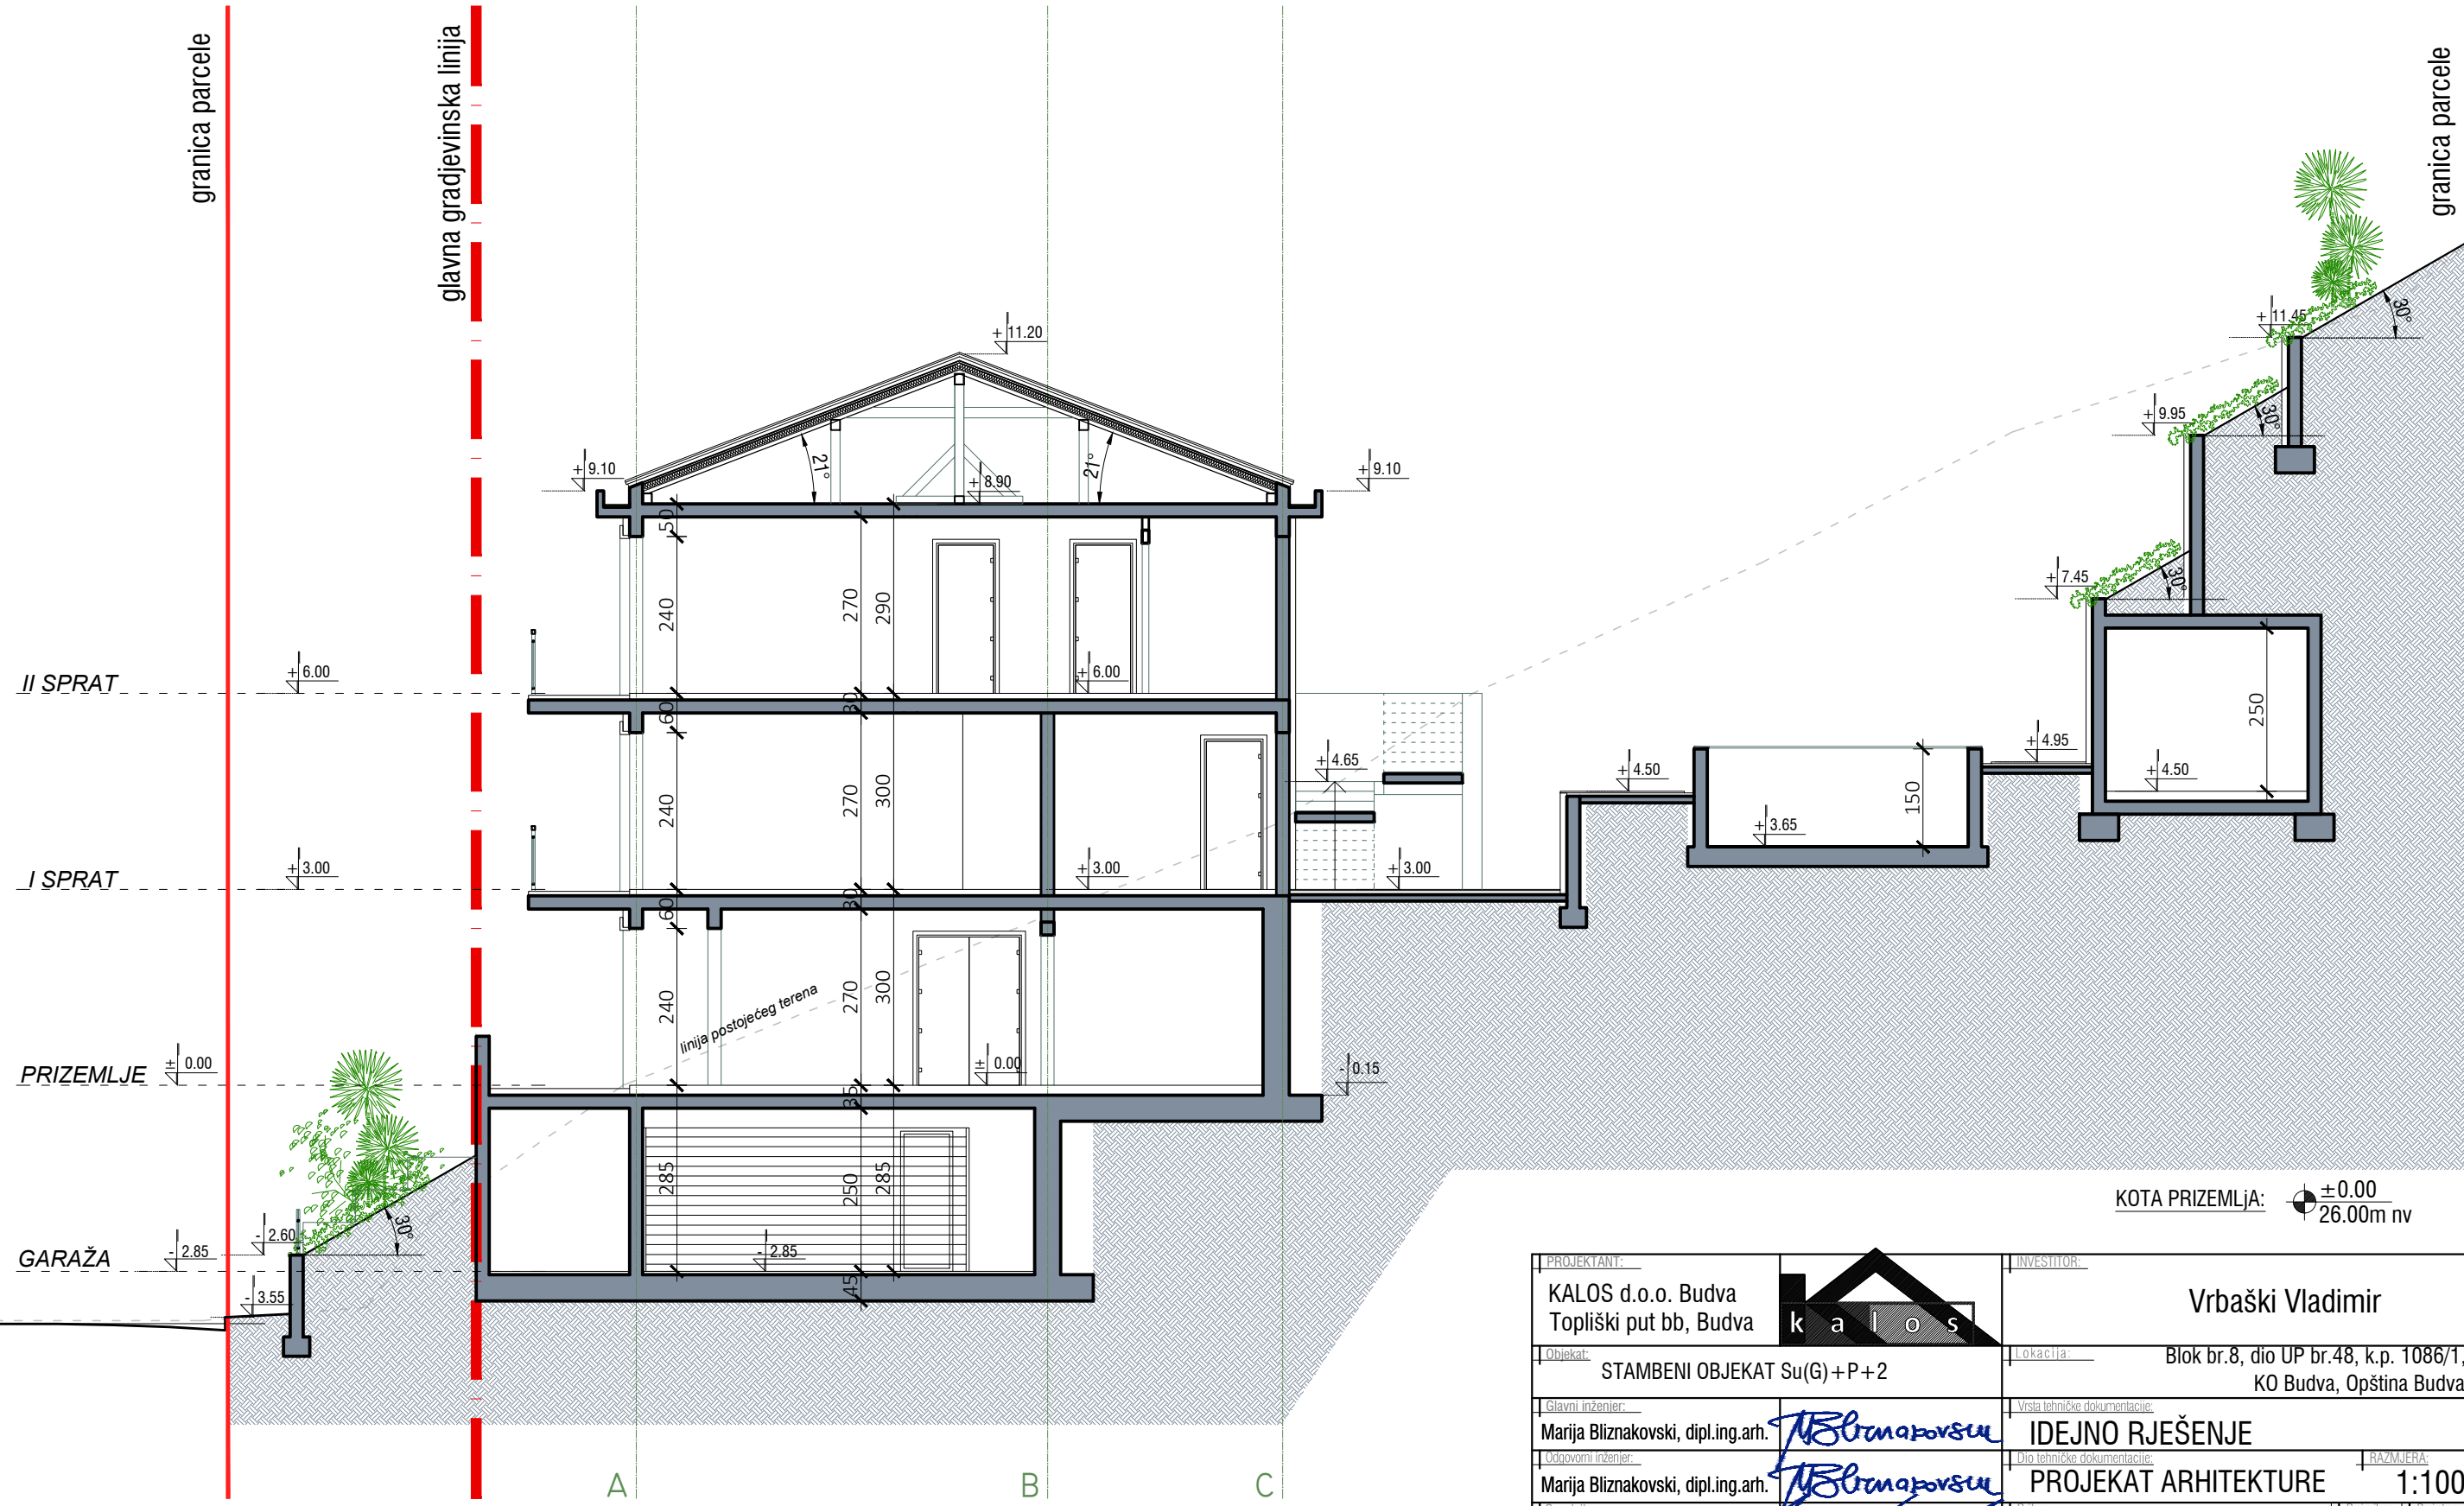 granica parcele
glavna gradjevinska linija
granica parcele
+ 11.20
+ 11.45
30°
+ 9.95
30°
+ 9.10
21°
21°
+ 8.90
+ 9.10
50
+ 7.45
30°
240
270
290
II SPRAT
+ 6.00
+ 6.00
60
30
250
+ 4.65
+ 4.50
+ 4.95
+ 4.50
240
270
300
150
+ 3.65
I SPRAT
+ 3.00
+ 3.00
+ 3.00
60
30
240
270
300
linija postojećeg terena
PRIZEMLJE
± 0.00
± 0.00
- 0.15
35
285
250
285
30°
- 2.60
GARAŽA
- 2.85
- 2.85
45
- 3.55
KOTA PRIZEMLjA:
±0.00
26.00m nv
A
B
C
PROJEKTANT:
KALOS d.o.o. Budva
Topliški put bb, Budva
k a l o s
INVESTITOR:
Vrbaški Vladimir
Objekat:
STAMBENI OBJEKAT Su(G)+P+2
Lokacija:
Blok br.8, dio UP br.48, k.p. 1086/1,
KO Budva, Opština Budva
Glavni inženjer:
Marija Bliznakovski, dipl.ing.arh.
Vrsta tehničke dokumentacije:
IDEJNO RJEŠENJE
Odgovorni inženjer:
Marija Bliznakovski, dipl.ing.arh.
Dio tehničke dokumentacije:
PROJEKAT ARHITEKTURE
RAZMJERA:
1:100